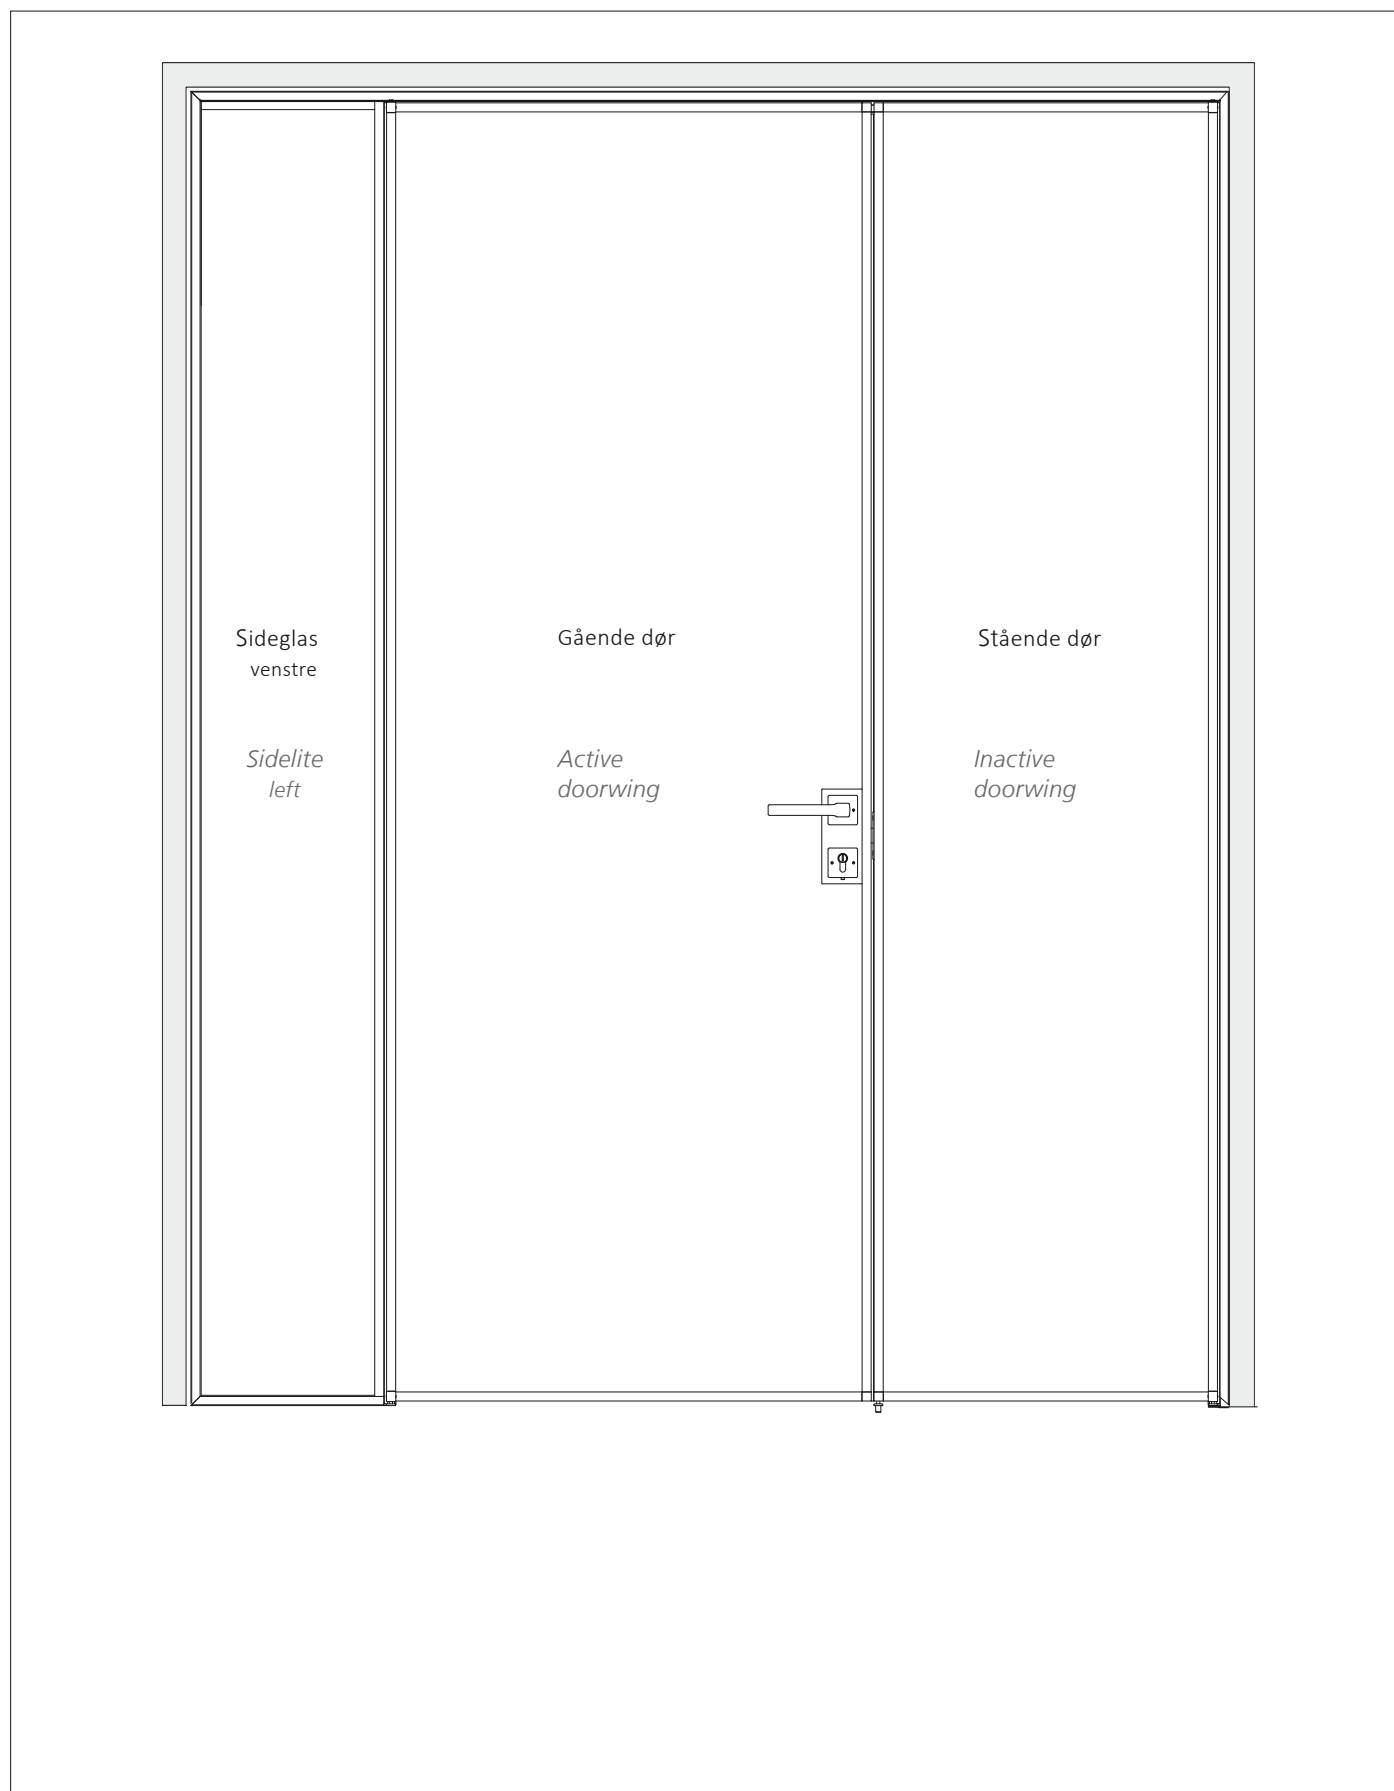 Sideglas
venstre
Sidelite
left
Gående dør
Active
doorwing
Stående dør
Inactive
doorwing